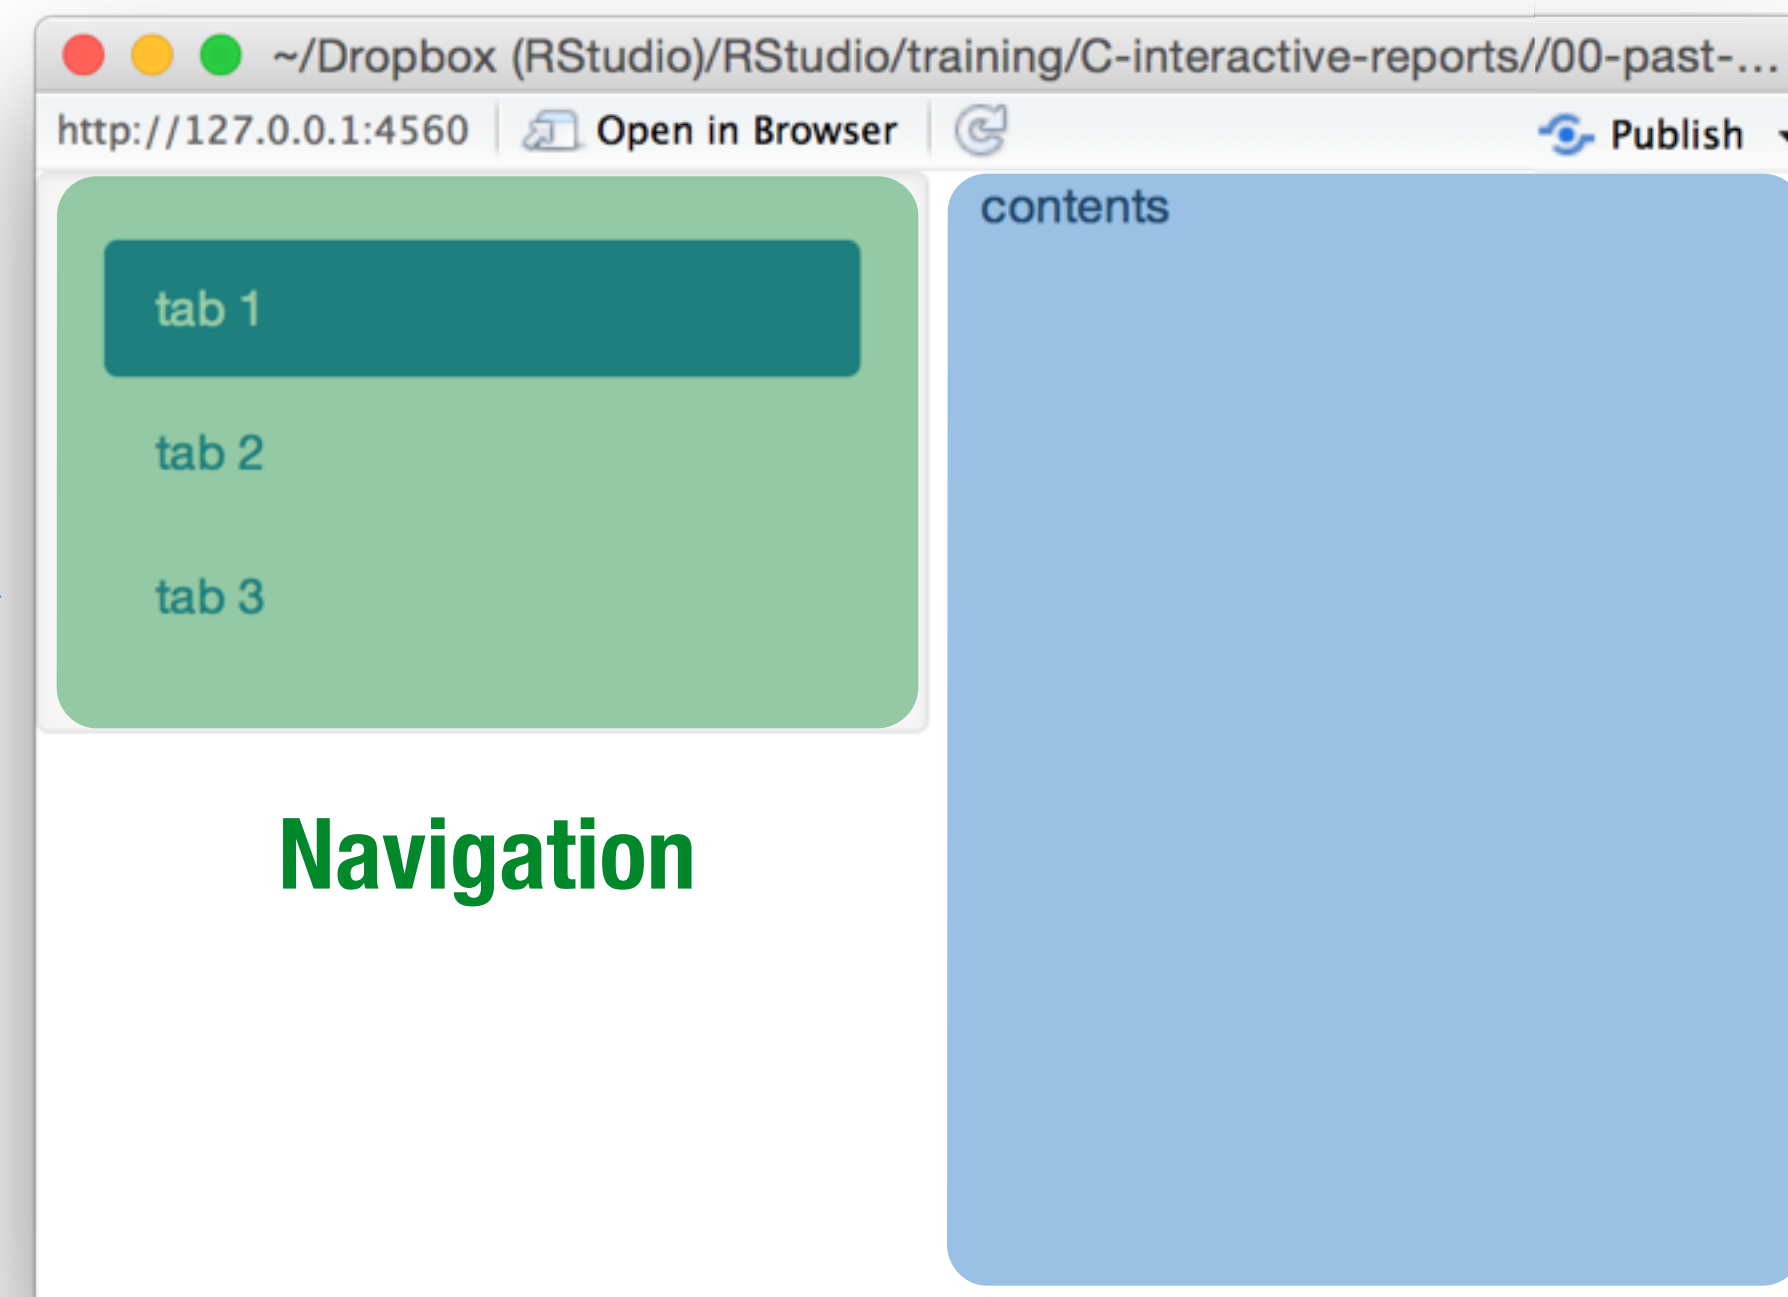 ~/Dropbox (RStudio)/RStudio/training/C-interactive-reports//00-past-...
http://127.0.0.1:4560 Open in Browser Publish
contents
tab 1
tab 2
tab 3
Navigation